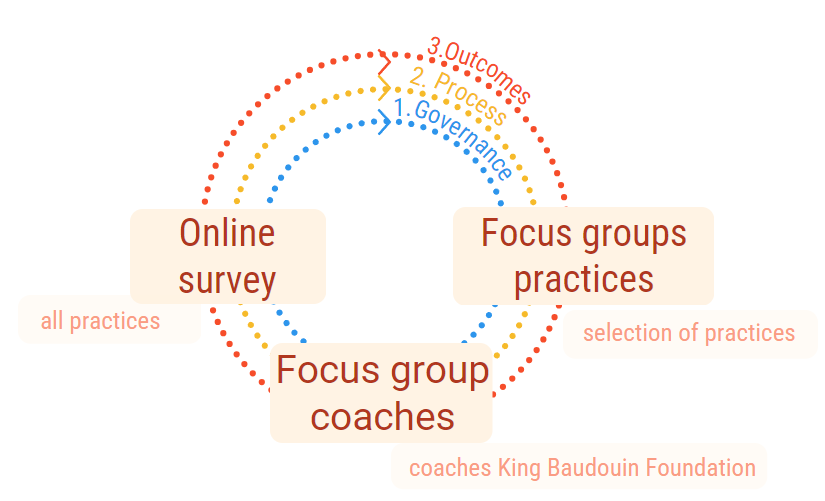 3.Outcomes
2. Process
1. Governance
Online
survey
all practices
Focus groups
practices
selection of practices
Focus group
coaches
coaches King Baudouin Foundation